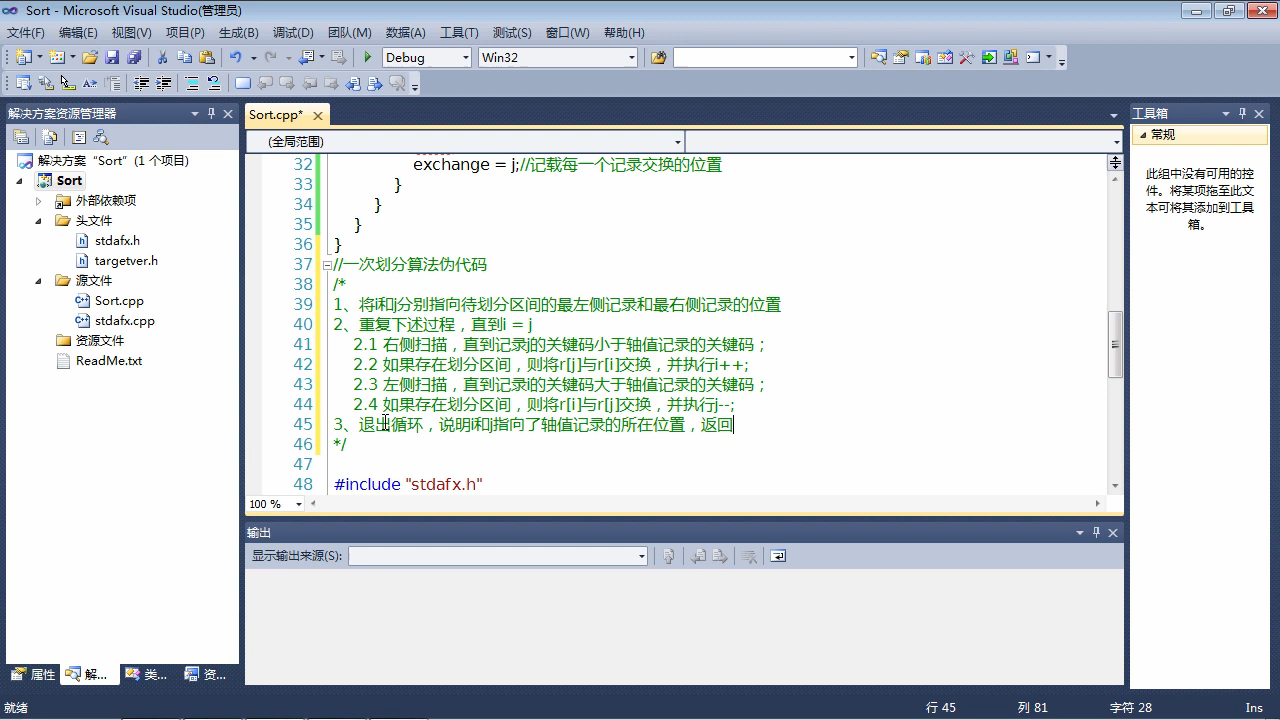 Sort - Microsoft Visual Studio(管理员)
文件(F) 编辑(E) 视图(V) 项目(P) 生成(B) 调试(D) 团队(M) 数据(A) 工具(T) 测试(S) 窗口(W) 帮助(H)
Debug Win32
解决方案资源管理器
解决方案“Sort”(1 个项目)
Sort
外部依赖项
头文件
stdafx.h
targetver.h
源文件
Sort.cpp
stdafx.cpp
资源文件
ReadMe.txt
属性 解... 类... 资...
Sort.cpp*
(全局范围)
32 exchange = j;//记载每一个记录交换的位置
33 }
34 }
35 }
36 }
37 //一次划分算法伪代码
38 /*
39 1、将i和j分别指向待划分区间的最左侧记录和最右侧记录的位置
40 2、重复下述过程，直到i = j
41 2.1 右侧扫描，直到记录j的关键码小于轴值记录的关键码；
42 2.2 如果存在划分区间，则将r[j]与r[i]交换，并执行i++;
43 2.3 左侧扫描，直到记录i的关键码大于轴值记录的关键码；
44 2.4 如果存在划分区间，则将r[i]与r[j]交换，并执行j--;
45 3、退出循环，说明i和j指向了轴值记录的所在位置，返回
46 */
47
48 #include "stdafx.h"
100 %
输出
显示输出来源(S):
工具箱
常规
此组中没有可用的控
件。将某项拖至此文
本可将其添加到工具
箱。
就绪 行 45 列 81 字符 28 Ins